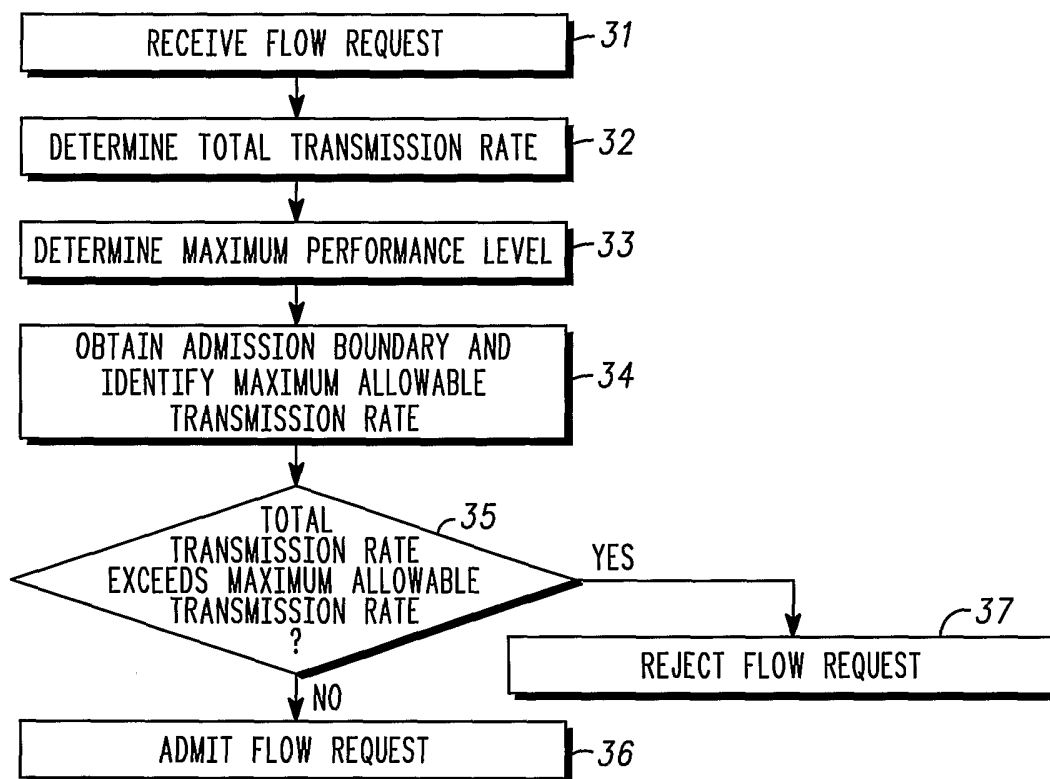 RECEIVE FLOW REQUEST
31
DETERMINE TOTAL TRANSMISSION RATE
32
DETERMINE MAXIMUM PERFORMANCE LEVEL
33
OBTAIN ADMISSION BOUNDARY AND
IDENTIFY MAXIMUM ALLOWABLE
TRANSMISSION RATE
34
TOTAL
TRANSMISSION RATE
EXCEEDS MAXIMUM ALLOWABLE
TRANSMISSION RATE
?
35
YES
37
REJECT FLOW REQUEST
NO
ADMIT FLOW REQUEST
36